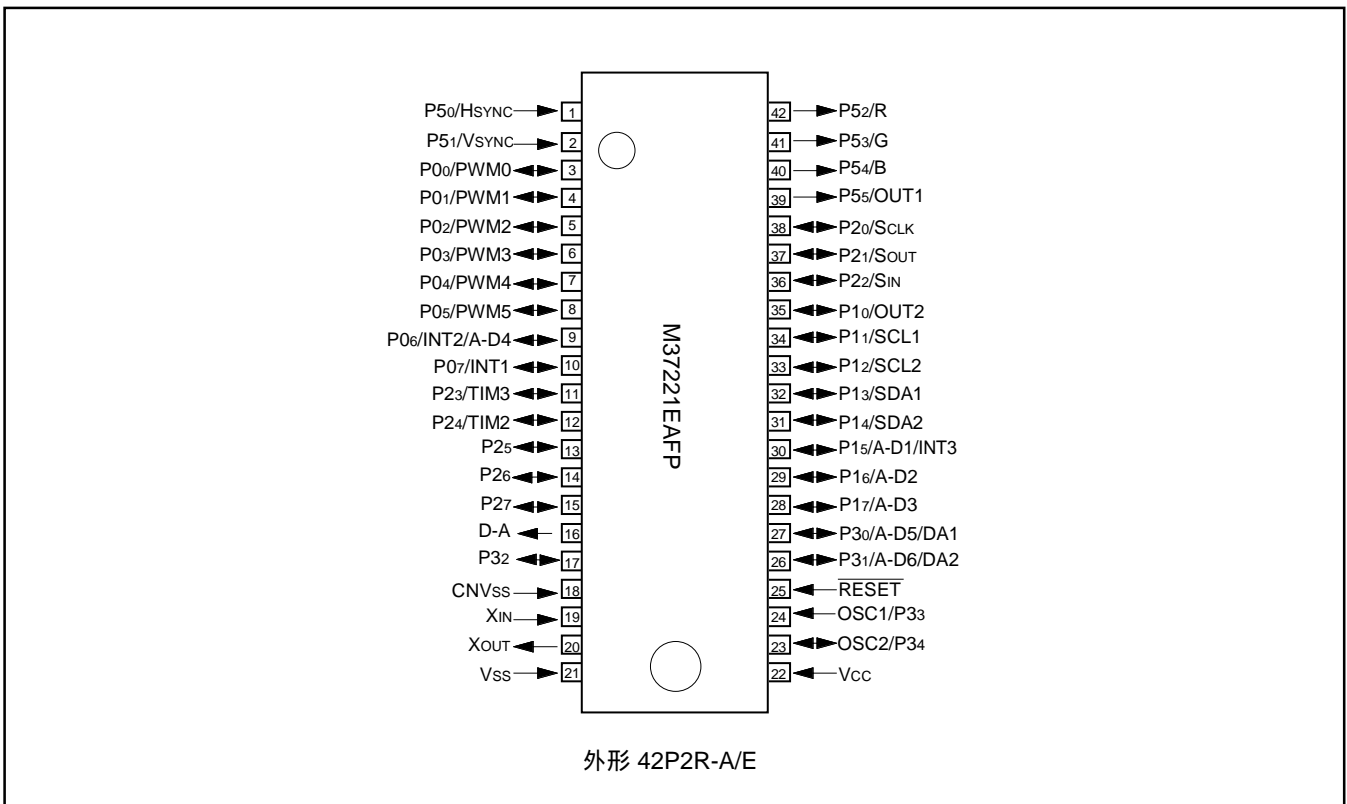 P50/HSYNC 1 42 P52/R
P51/VSYNC 2 41 P53/G
P00/PWM0 3 40 P54/B
P01/PWM1 4 39 P55/OUT1
P02/PWM2 5 38 P20/SCLK
P03/PWM3 6 37 P21/SOUT
P04/PWM4 7 36 P22/SIN
P05/PWM5 8 35 P10/OUT2
P06/INT2/A-D4 9 34 P11/SCL1
P07/INT1 10 33 P12/SCL2
P23/TIM3 11 32 P13/SDA1
P24/TIM2 12 31 P14/SDA2
P25 13 30 P15/A-D1/INT3
P26 14 29 P16/A-D2
P27 15 28 P17/A-D3
D-A 16 27 P30/A-D5/DA1
P32 17 26 P31/A-D6/DA2
CNVSS 18 25 RESET
XIN 19 24 OSC1/P33
XOUT 20 23 OSC2/P34
VSS 21 22 VCC
M37221EAFP
外形 42P2R-A/E